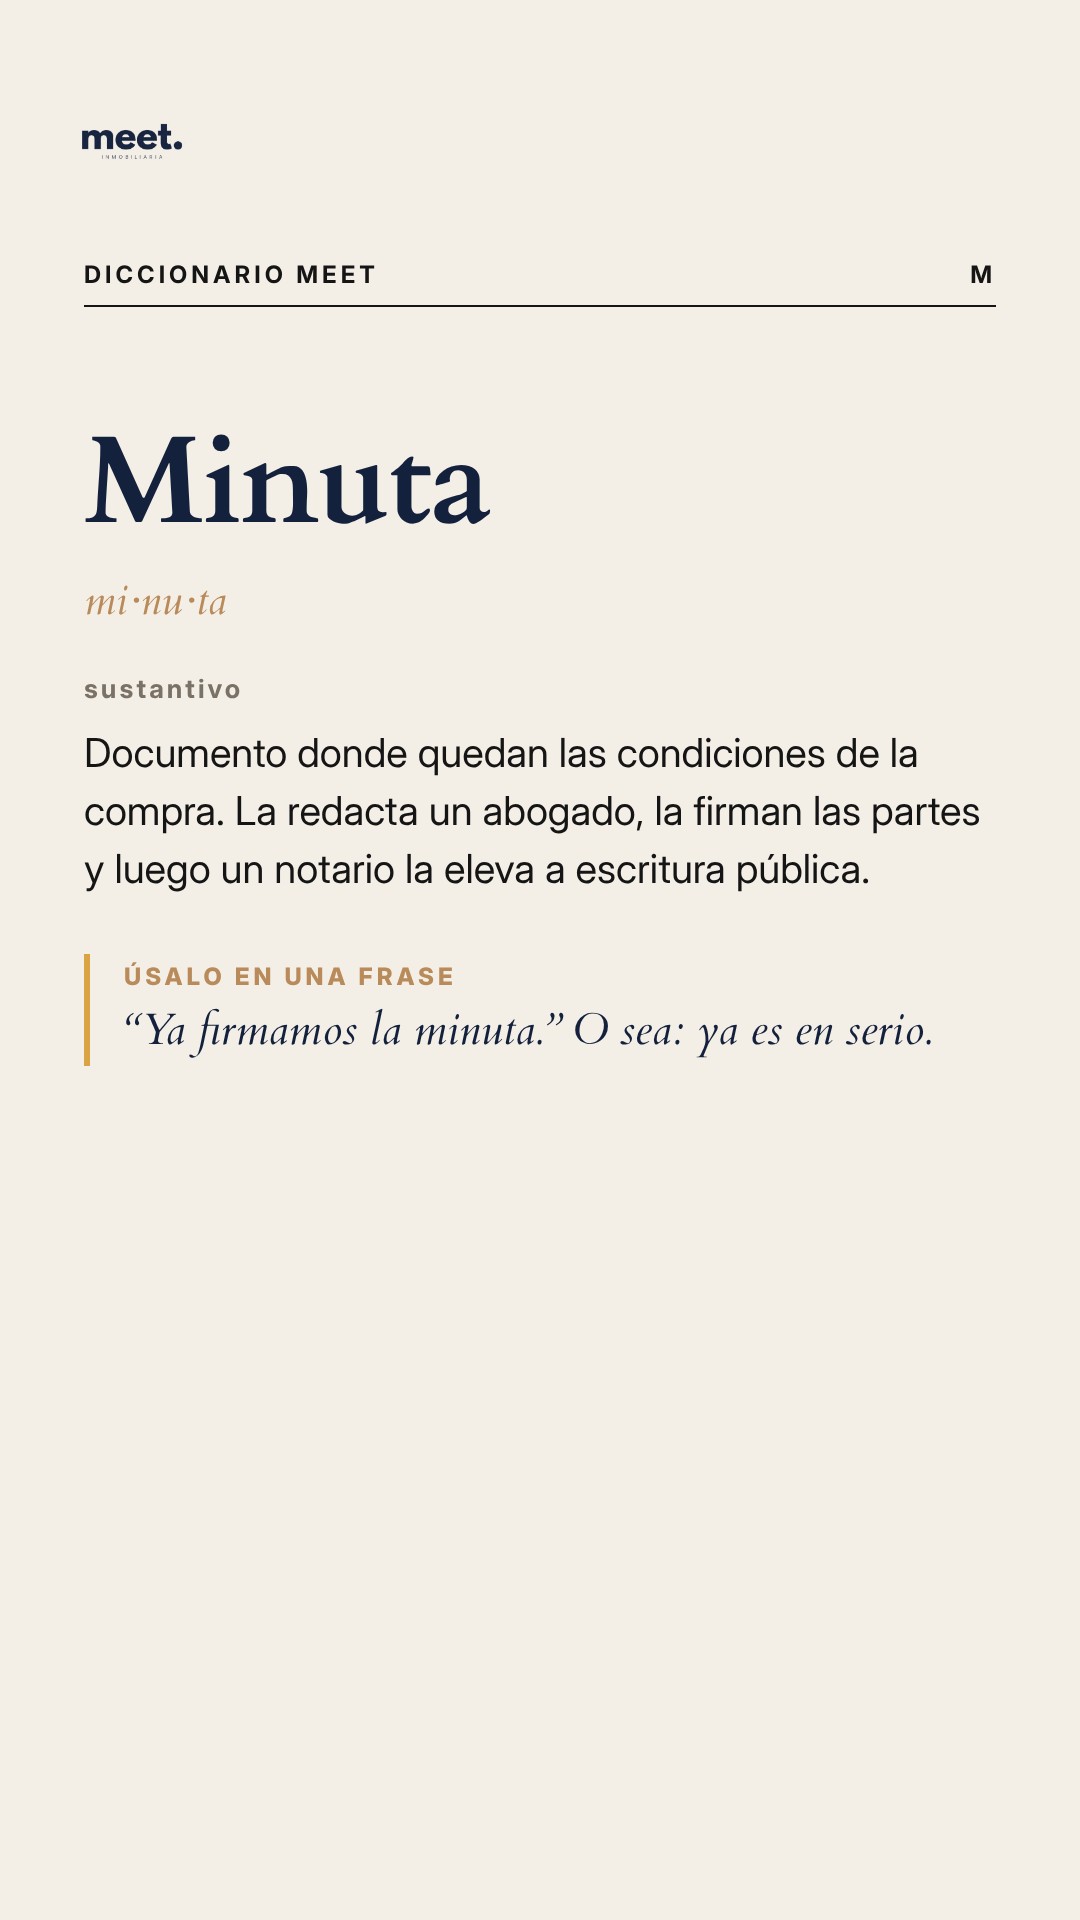 meet.
INMOBILIARIA
DICCIONARIO MEET M
Minuta
mi·nu·ta
sustantivo
Documento donde quedan las condiciones de la
compra. La redacta un abogado, la firman las partes
y luego un notario la eleva a escritura pública.
ÚSALO EN UNA FRASE
“Ya firmamos la minuta.” O sea: ya es en serio.